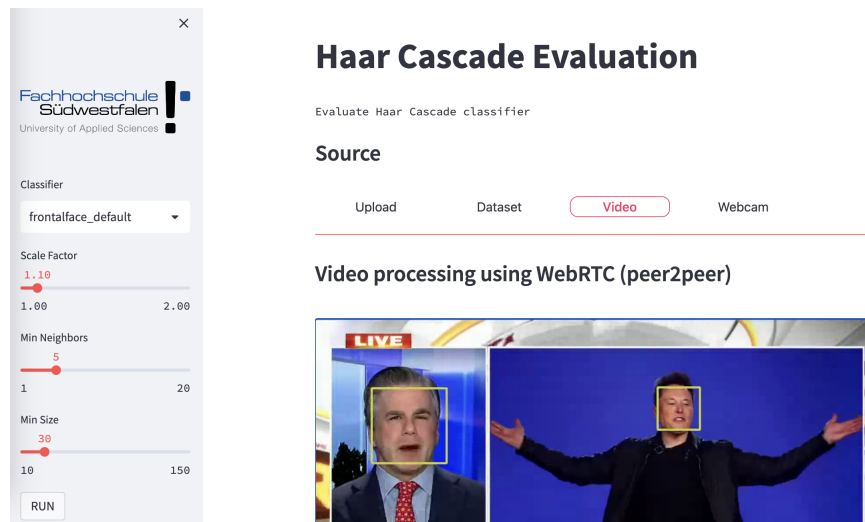 ×
Fachhochschule
Südwestfalen
University of Applied Sciences
Classifier
frontalface_default
Scale Factor
1.10
1.00 2.00
Min Neighbors
5
1 20
Min Size
30
10 150
RUN
Haar Cascade Evaluation
Evaluate Haar Cascade classifier
Source
Upload Dataset Video Webcam
Video processing using WebRTC (peer2peer)
LIVE